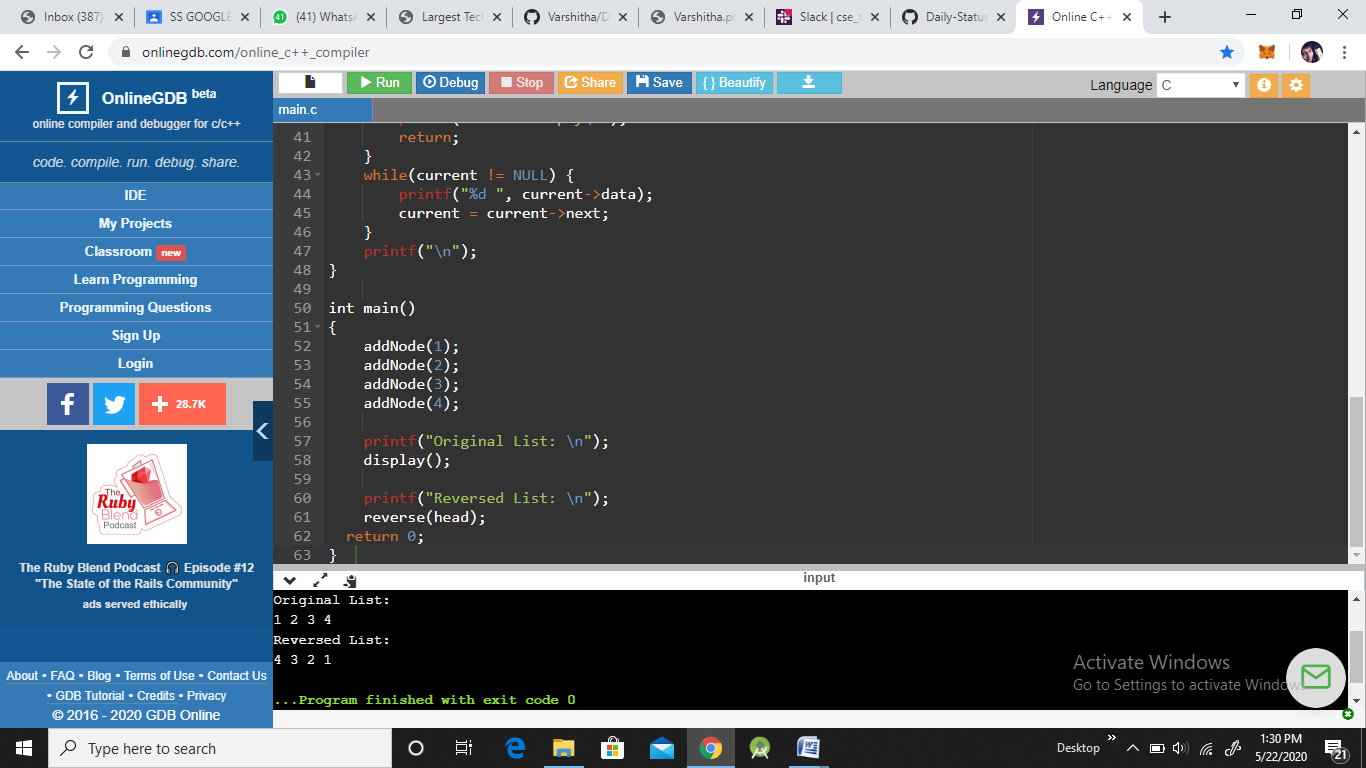 Inbox (387)
SS GOOGLE
(41) Whats
Largest Tec
Varshitha/D
Varshitha.p
Slack | cse_t
Daily-Status
Online C++
onlinegdb.com/online_c++_compiler
OnlineGDB beta
online compiler and debugger for c/c++
code. compile. run. debug. share.
IDE
My Projects
Classroom new
Learn Programming
Programming Questions
Sign Up
Login
28.7K
The Ruby Blend Podcast
The Ruby Blend Podcast 🎧 Episode #12
"The State of the Rails Community"
ads served ethically
About • FAQ • Blog • Terms of Use • Contact Us
• GDB Tutorial • Credits • Privacy
© 2016 - 2020 GDB Online
Run Debug Stop Share Save { } Beautify
Language C
main.c
41         return;
42     }
43     while(current != NULL) {
44         printf("%d ", current->data);
45         current = current->next;
46     }
47     printf("\n");
48 }
49
50 int main()
51 {
52     addNode(1);
53     addNode(2);
54     addNode(3);
55     addNode(4);
56
57     printf("Original List: \n");
58     display();
59
60     printf("Reversed List: \n");
61     reverse(head);
62   return 0;
63 }
input
Original List:
1 2 3 4
Reversed List:
4 3 2 1
...Program finished with exit code 0
Activate Windows
Go to Settings to activate Windows.
Type here to search
Desktop
1:30 PM
5/22/2020
21